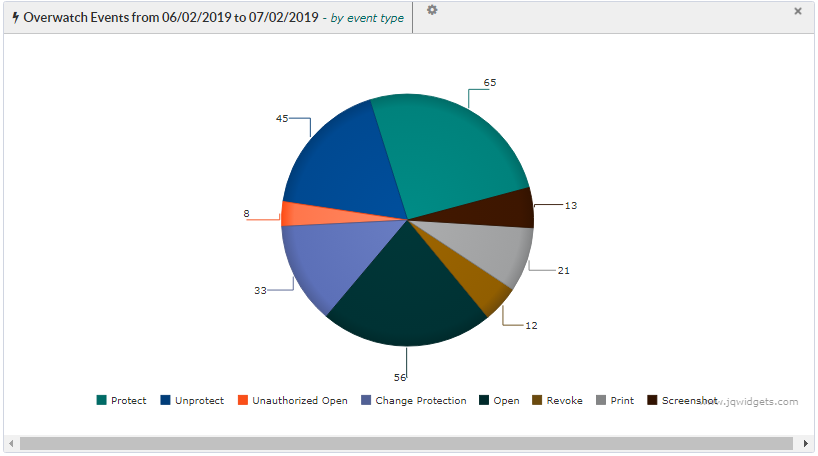 Overwatch Events from 06/02/2019 to 07/02/2019 - by event type
65
45
13
8
21
33
12
56
Protect Unprotect Unauthorized Open Change Protection Open Revoke Print Screenshot
www.jqwidgets.com